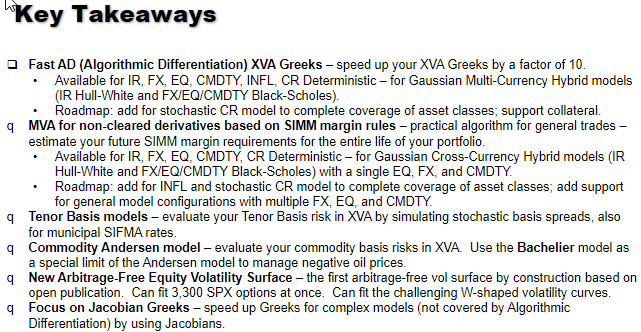 Key Takeaways
❑ Fast AD (Algorithmic Differentiation) XVA Greeks – speed up your XVA Greeks by a factor of 10.
• Available for IR, FX, EQ, CMDTY, INFL, CR Deterministic – for Gaussian Multi-Currency Hybrid models
(IR Hull-White and FX/EQ/CMDTY Black-Scholes).
• Roadmap: add for stochastic CR model to complete coverage of asset classes; support collateral.
q MVA for non-cleared derivatives based on SIMM margin rules – practical algorithm for general trades –
estimate your future SIMM margin requirements for the entire life of your portfolio.
• Available for IR, FX, EQ, CMDTY, CR Deterministic – for Gaussian Cross-Currency Hybrid models (IR
Hull-White and FX/EQ/CMDTY Black-Scholes) with a single EQ, FX, and CMDTY.
• Roadmap: add for INFL and stochastic CR model to complete coverage of asset classes; add support
for general model configurations with multiple FX, EQ, and CMDTY.
q Tenor Basis models – evaluate your Tenor Basis risk in XVA by simulating stochastic basis spreads, also
for municipal SIFMA rates.
q Commodity Andersen model – evaluate your commodity basis risks in XVA. Use the Bachelier model as
a special limit of the Andersen model to manage negative oil prices.
q New Arbitrage-Free Equity Volatility Surface – the first arbitrage-free vol surface by construction based on
open publication. Can fit 3,300 SPX options at once. Can fit the challenging W-shaped volatility curves.
q Focus on Jacobian Greeks – speed up Greeks for complex models (not covered by Algorithmic
Differentiation) by using Jacobians.